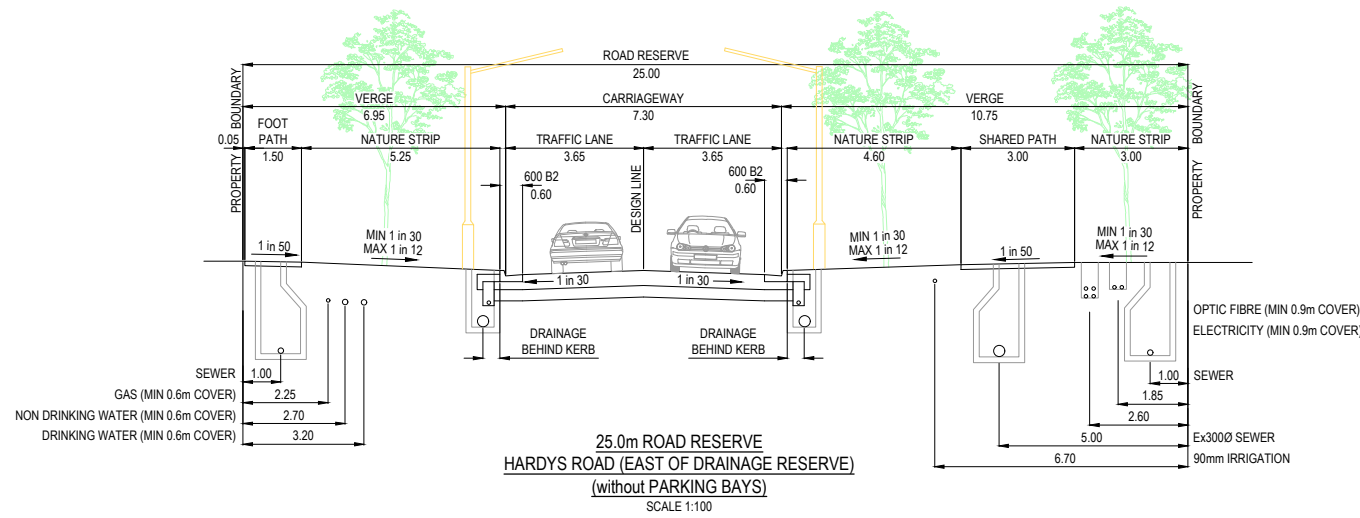 ROAD RESERVE
25.00
VERGE
6.95
CARRIAGEWAY
7.30
VERGE
10.75
PROPERTY BOUNDARY
0.05
FOOT
PATH
1.50
NATURE STRIP
5.25
TRAFFIC LANE
3.65
TRAFFIC LANE
3.65
NATURE STRIP
4.60
SHARED PATH
3.00
NATURE STRIP
3.00
PROPERTY BOUNDARY
600 B2
0.60
DESIGN LINE
600 B2
0.60
1 in 50
MIN 1 in 30
MAX 1 in 12
1 in 30
1 in 30
MIN 1 in 30
MAX 1 in 12
1 in 50
MIN 1 in 30
MAX 1 in 12
DRAINAGE
BEHIND KERB
DRAINAGE
BEHIND KERB
OPTIC FIBRE (MIN 0.9m COVER)
ELECTRICITY (MIN 0.9m COVER)
SEWER 1.00
GAS (MIN 0.6m COVER) 2.25
NON DRINKING WATER (MIN 0.6m COVER) 2.70
DRINKING WATER (MIN 0.6m COVER) 3.20
1.00 SEWER
1.85
2.60
5.00 Ex300Ø SEWER
6.70 90mm IRRIGATION
25.0m ROAD RESERVE
HARDYS ROAD (EAST OF DRAINAGE RESERVE)
(without PARKING BAYS)
SCALE 1:100